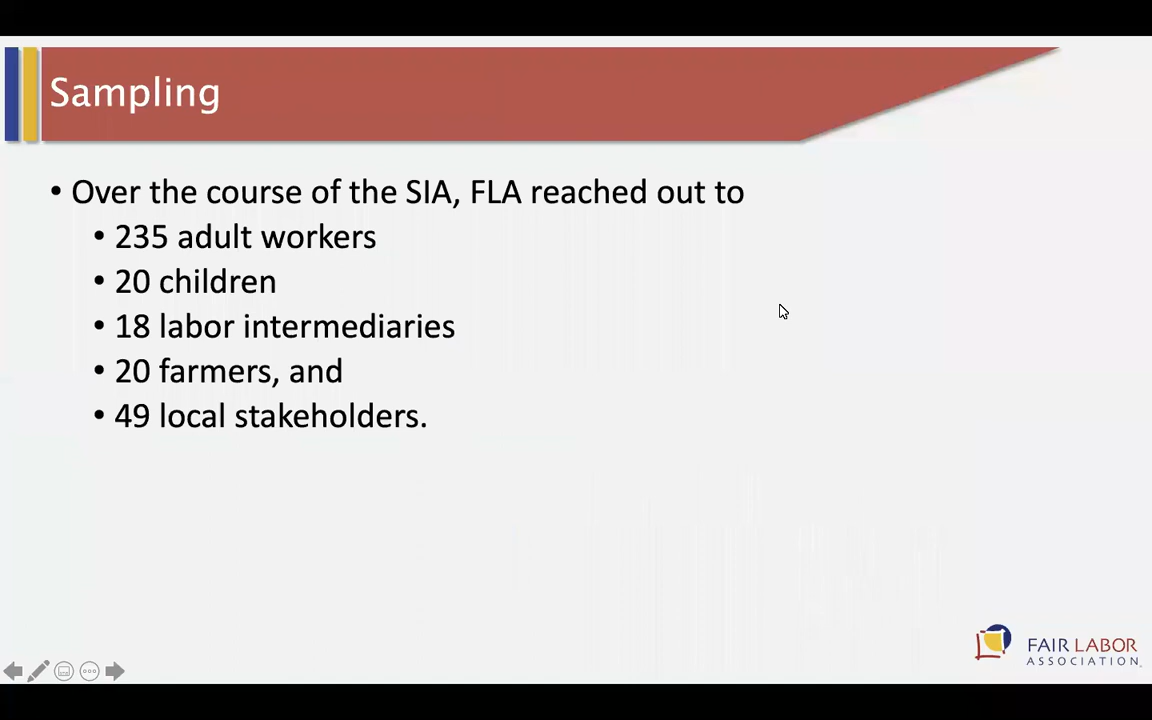 Sampling
• Over the course of the SIA, FLA reached out to
• 235 adult workers
• 20 children
• 18 labor intermediaries
• 20 farmers, and
• 49 local stakeholders.
FAIR LABOR
ASSOCIATION